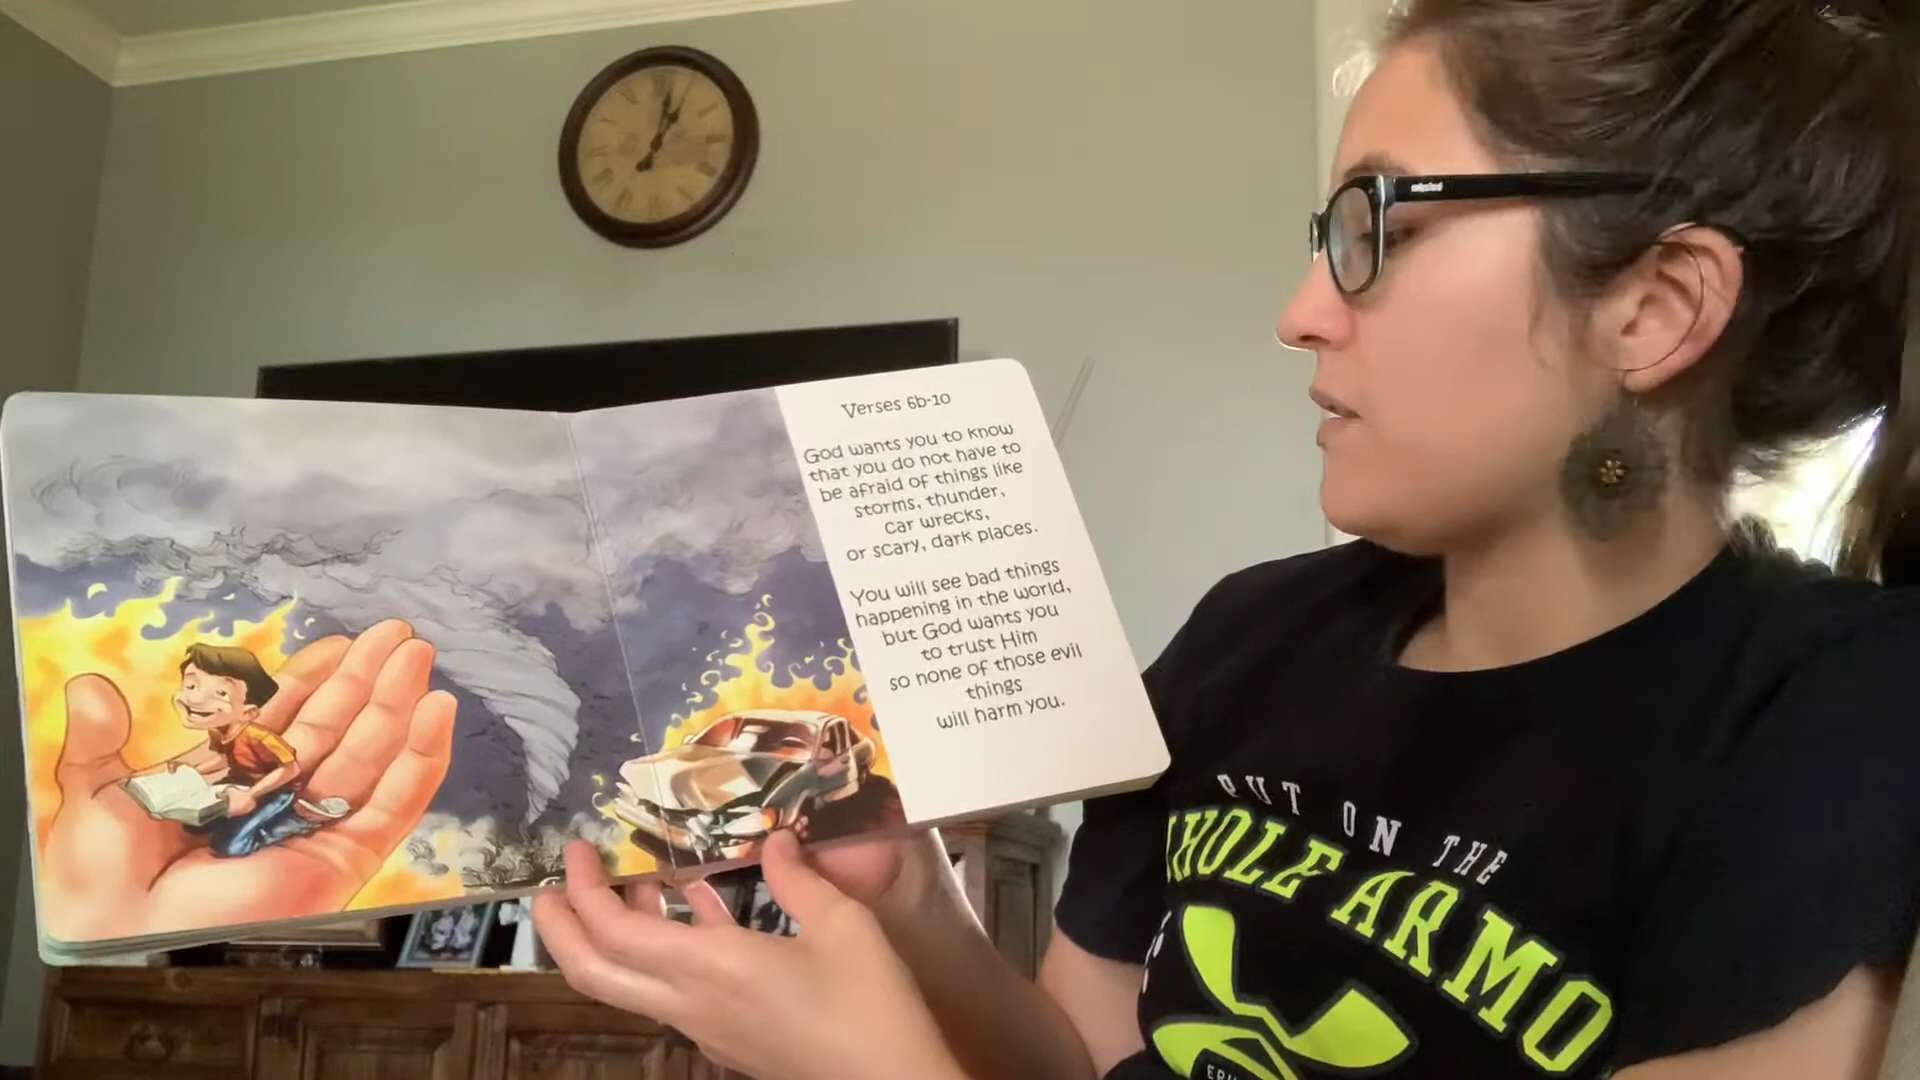 Verses 6b-10
God wants you to know
that you do not have to
be afraid of things like
storms, thunder,
car wrecks,
or scary, dark places.
You will see bad things
happening in the world,
but God wants you
to trust Him
so none of those evil
things
will harm you.
PUT ON THE
WHOLE ARMO